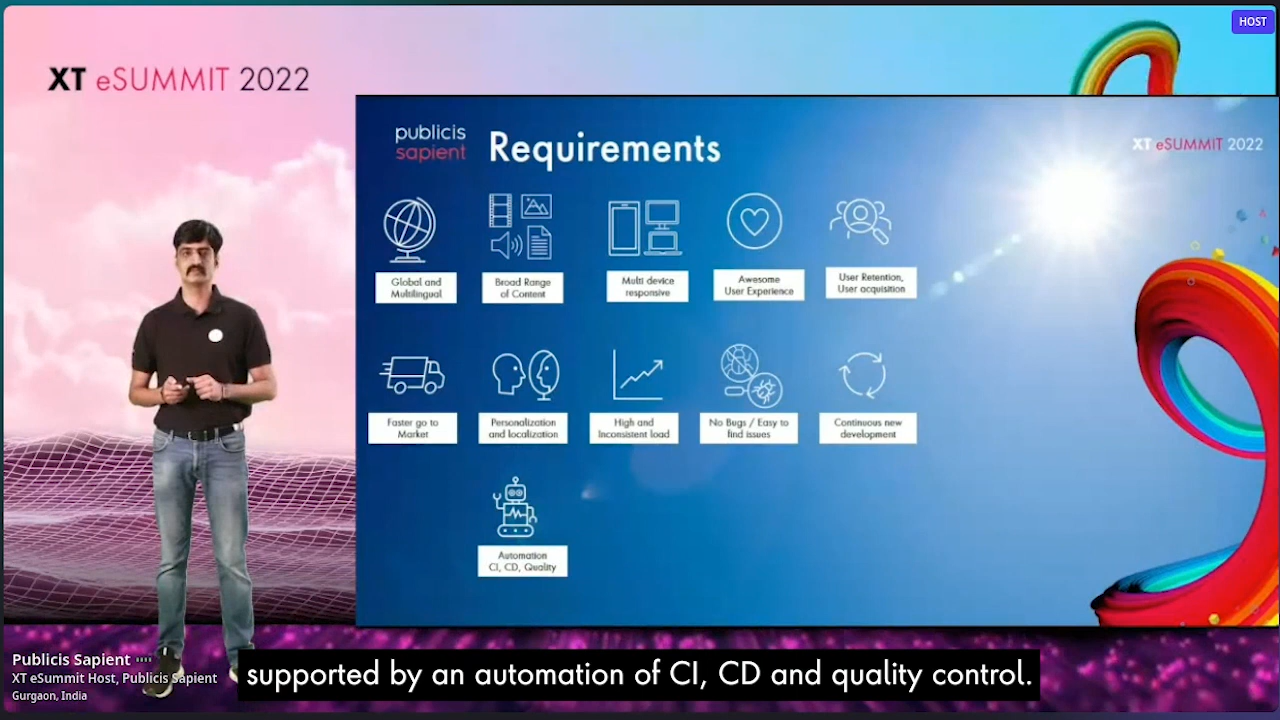 HOST
XT eSUMMIT 2022
publicis
sapient
Requirements
XT eSUMMIT 2022
Global and
Multilingual
Broad Range
of Content
Multi device
responsive
Awesome
User Experience
User Retention,
User acquisition
Faster go to
Market
Personalization
and localization
High and
Inconsistent load
No Bugs / Easy to
find issues
Continuous new
development
Automation
CI, CD, Quality
Publicis Sapient
XT eSummit Host, Publicis Sapient
Gurgaon, India
supported by an automation of CI, CD and quality control.